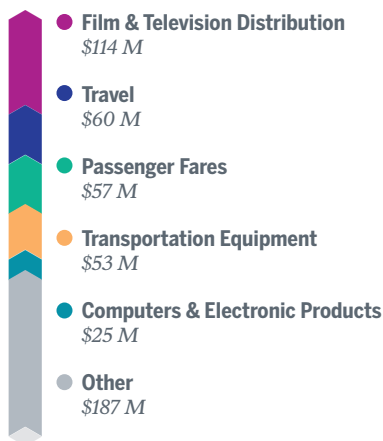 Film & Television Distribution
$114 M
Travel
$60 M
Passenger Fares
$57 M
Transportation Equipment
$53 M
Computers & Electronic Products
$25 M
Other
$187 M